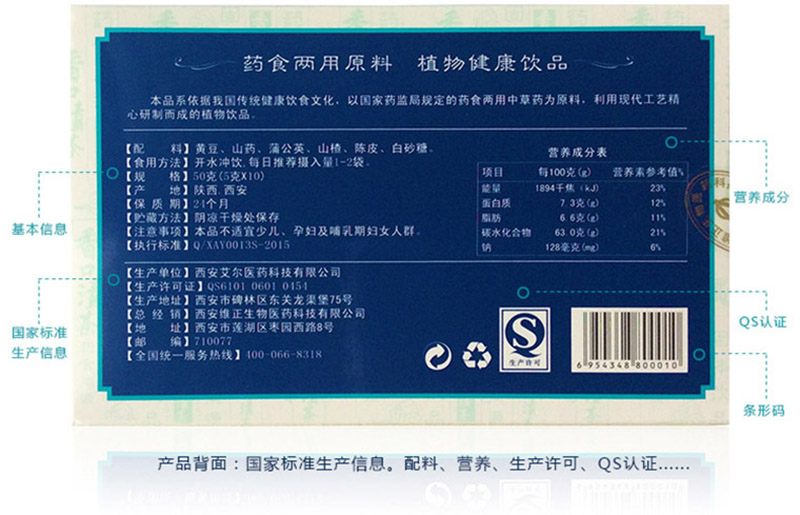 药食两用原料 植物健康饮品
本品系依据我国传统健康饮食文化，以国家药监局规定的药食两用中草药为原料，利用现代工艺精
心研制而成的植物饮品。
【配 料】黄豆、山药、蒲公英、山楂、陈皮、白砂糖。
【食用方法】开水冲饮,每日推荐摄入量1-2袋。
【规 格】50克(5克X10)
【产 地】陕西.西安
【保 质 期】24个月
【贮藏方法】阴凉干燥处保存
【注意事项】本品不适宜少儿、孕妇及哺乳期妇女人群。
【执行标准】Q/XAY0013S-2015
营养成分表
项目 每100克(g) 营养素参考值%
能量 1894千焦 (kJ) 23%
蛋白质 7.3克(g) 12%
脂肪 6.6克(g) 11%
碳水化合物 63.0克(g) 21%
钠 128毫克(mg) 6%
【生产单位】西安艾尔医药科技有限公司
【生产许可证】QS6101 0601 0454
【生产地址】西安市碑林区东关龙渠堡75号
【总 经 销】西安维正生物医药科技有限公司
【地 址】西安市莲湖区枣园西路8号
【邮 编】710077
【全国统一服务热线】400-066-8318
QS
生产许可
6 954348 800010
基本信息
国家标准
生产信息
营养成分
QS认证
条形码
产品背面：国家标准生产信息。配料、营养、生产许可、QS认证......